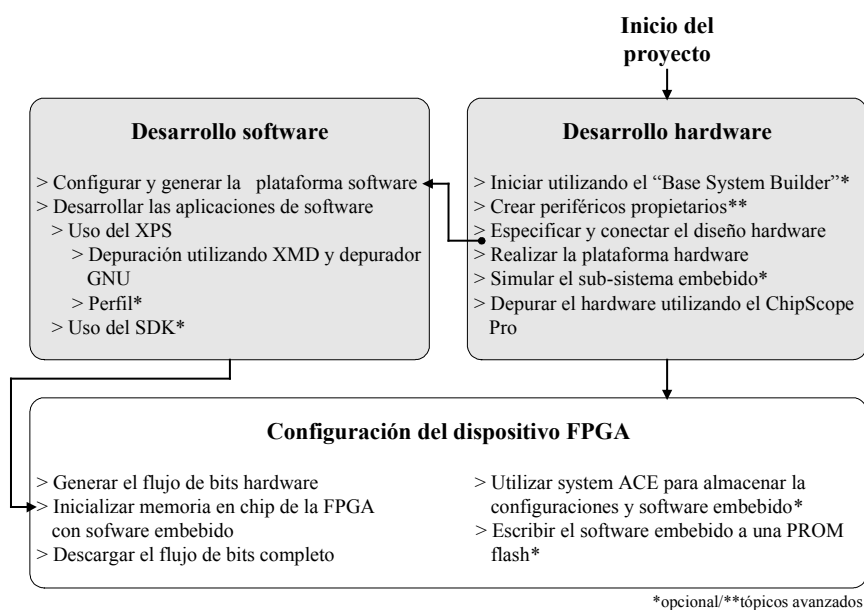 Inicio del
proyecto
Desarrollo software
> Configurar y generar la plataforma software
> Desarrollar las aplicaciones de software
> Uso del XPS
> Depuración utilizando XMD y depurador
GNU
> Perfil*
> Uso del SDK*
Desarrollo hardware
> Iniciar utilizando el “Base System Builder”*
> Crear periféricos propietarios**
> Especificar y conectar el diseño hardware
> Realizar la plataforma hardware
> Simular el sub-sistema embebido*
> Depurar el hardware utilizando el ChipScope
Pro
Configuración del dispositivo FPGA
> Generar el flujo de bits hardware
> Inicializar memoria en chip de la FPGA
con sofware embebido
> Descargar el flujo de bits completo
> Utilizar system ACE para almacenar la
configuraciones y software embebido*
> Escribir el software embebido a una PROM
flash*
*opcional/**tópicos avanzados